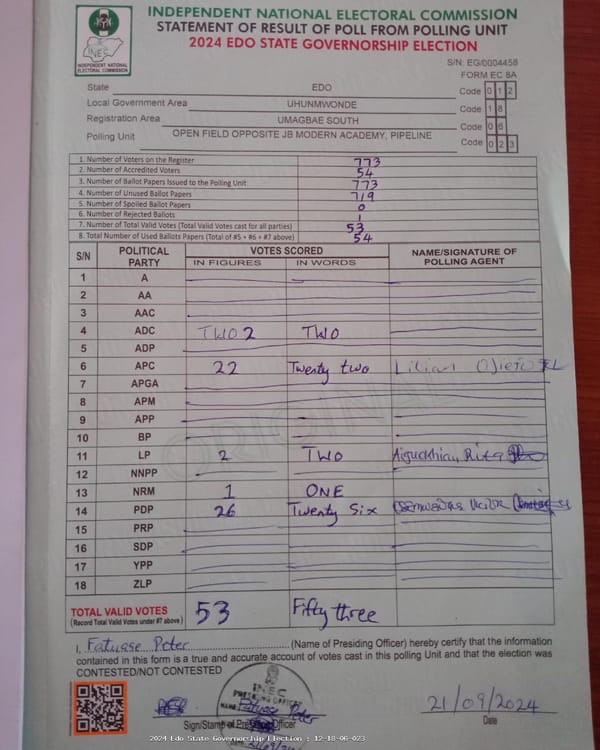 INDEPENDENT NATIONAL ELECTORAL COMMISSION
STATEMENT OF RESULT OF POLL FROM POLLING UNIT
2024 EDO STATE GOVERNORSHIP ELECTION
INEC
INDEPENDENT NATIONAL
ELECTORAL COMMISSION
S/N: EG/0004458
FORM EC 8A
State EDO Code 0 1 2
Local Government Area UHUNMWONDE Code 1 8
Registration Area UMAGBAE SOUTH Code 0 6
Polling Unit OPEN FIELD OPPOSITE JB MODERN ACADEMY, PIPELINE Code 0 2 3
1. Number of Voters on the Register 773
2. Number of Accredited Voters 54
3. Number of Ballot Papers Issued to the Polling Unit 773
4. Number of Unused Ballot Papers 719
5. Number of Spoiled Ballot Papers 0
6. Number of Rejected Ballots 1
7. Number of Total Valid Votes (Total Valid Votes cast for all parties) 53
8. Total Number of Used Ballots Papers (Total of #5 + #6 + #7 above) 54
S/N POLITICAL PARTY VOTES SCORED NAME/SIGNATURE OF POLLING AGENT
IN FIGURES IN WORDS
1 A
2 AA
3 AAC
4 ADC TWO 2 TWO
5 ADP
6 APC 22 Twenty two Lilian
7 APGA
8 APM
9 APP
10 BP
11 LP 2 TWO Rita
12 NNPP
13 NRM 1 ONE
14 PDP 26 Twenty Six Victor
15 PRP
16 SDP
17 YPP
18 ZLP
ORIGINAL
TOTAL VALID VOTES 53 Fifty three
(Record Total Valid Votes under #7 above)
I, Fatusse Peter (Name of Presiding Officer) hereby certify that the information
contained in this form is a true and accurate account of votes cast in this polling Unit and that the election was
CONTESTED/NOT CONTESTED
INEC
PRESIDING OFFICER
NAME: Fatusse Peter
21/09/2024
Sign/Stamp of Presiding Officer Date
2024 Edo State Governorship Election : 12-18-06-023